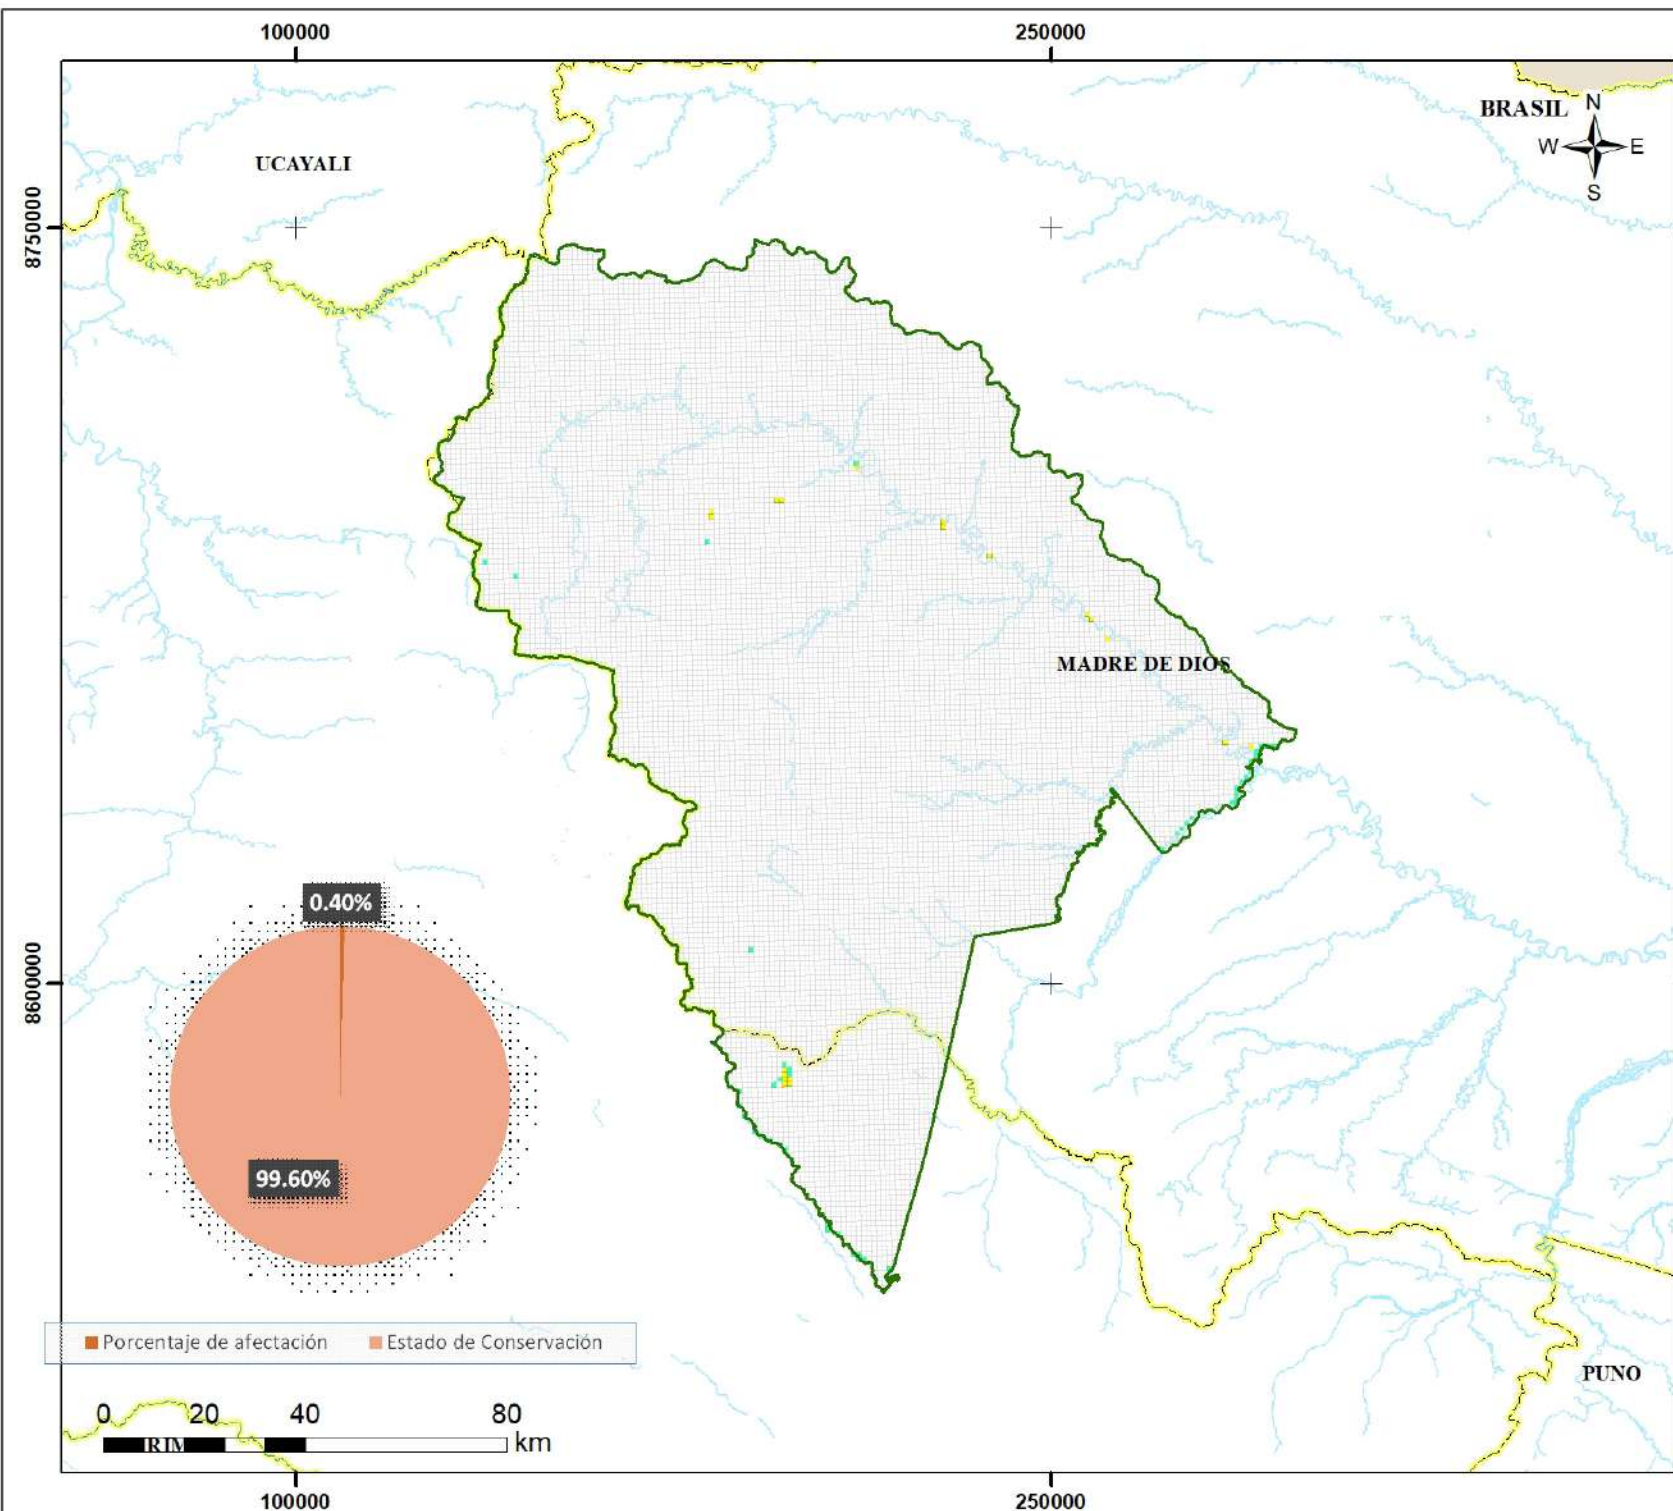 100000
250000
BRASIL
N
W
E
S
UCAYALI
8750000
MADRE DE DIOS
0.40%
8600000
99.60%
Porcentaje de afectación
Estado de Conservación
PUNO
0 20 40 80
km
RIM
100000
250000